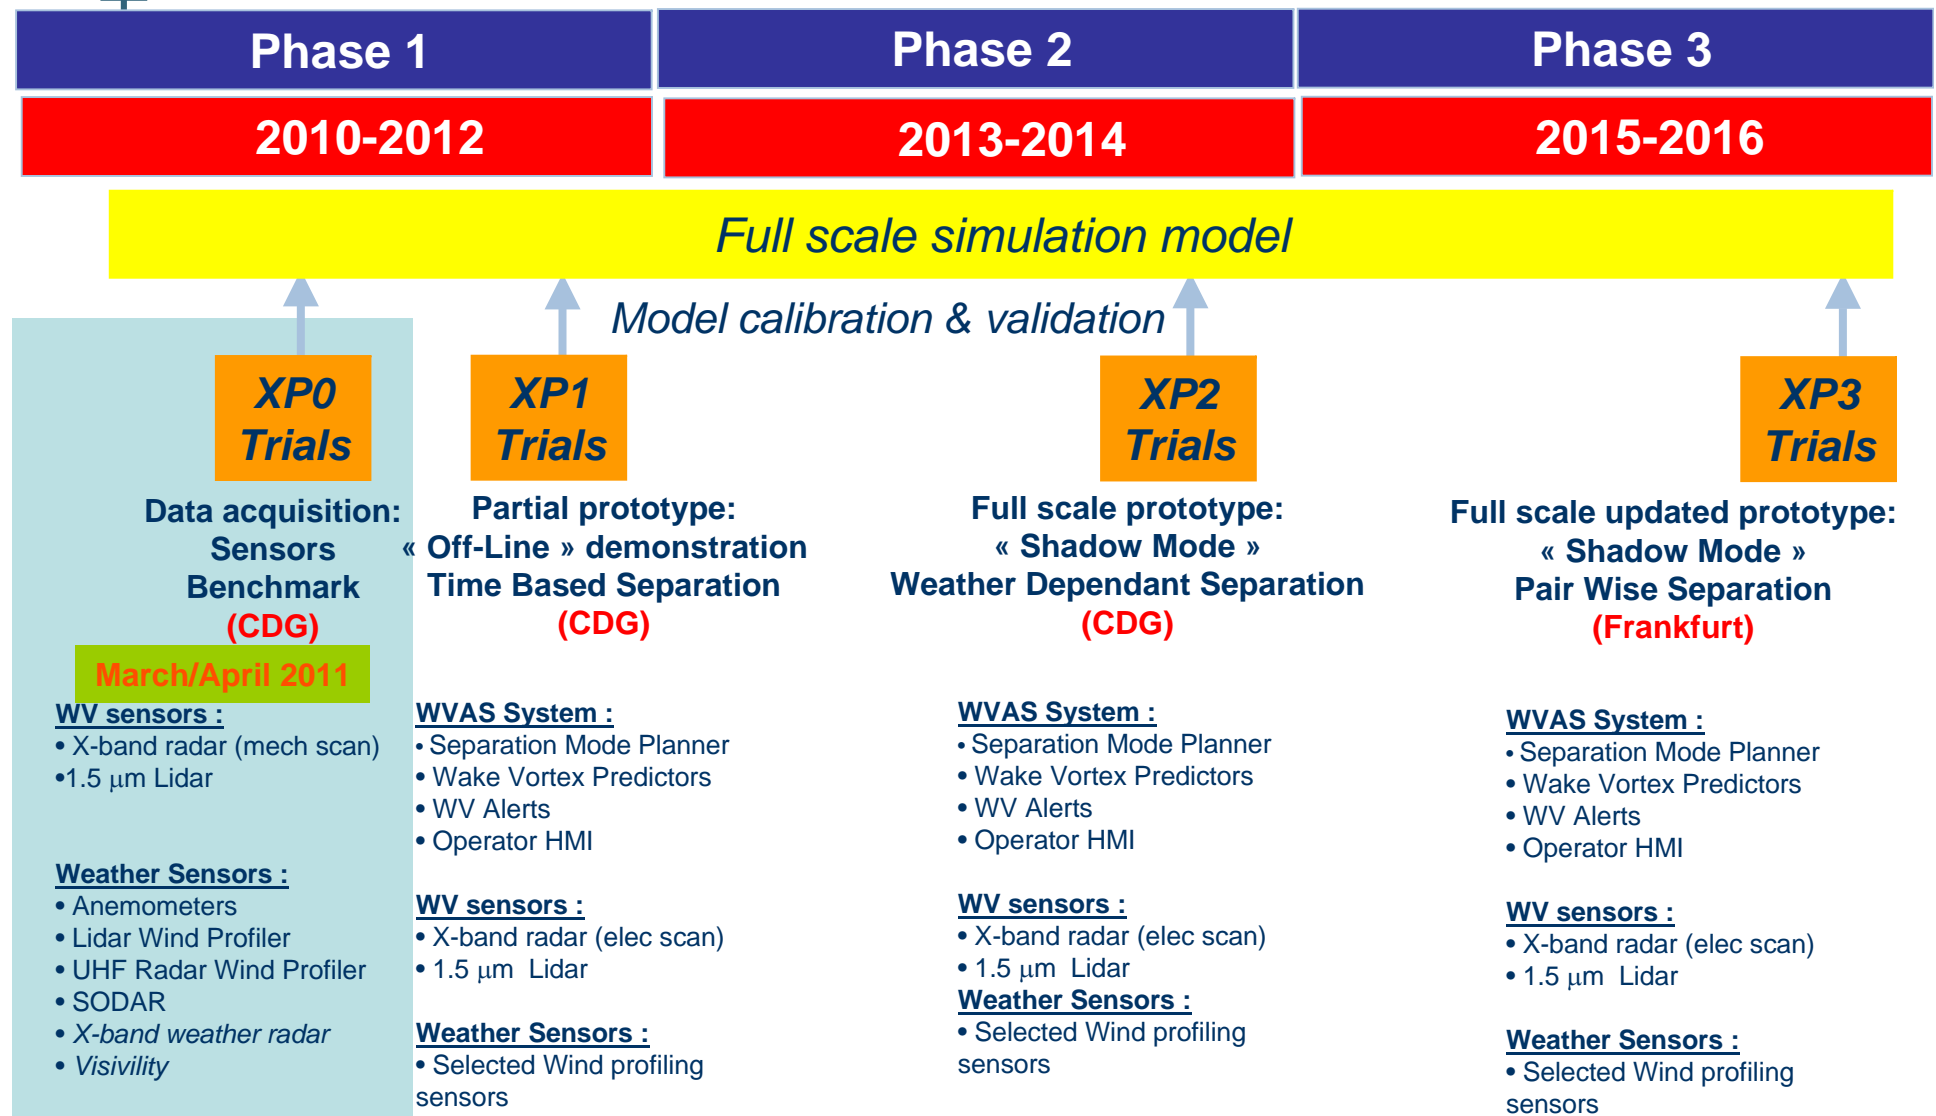 Phase 1
Phase 2
Phase 3
2010-2012
2013-2014
2015-2016
Full scale simulation model
Model calibration & validation
XP0
Trials
Data acquisition:
Sensors
Benchmark
(CDG)
March/April 2011
WV sensors :
• X-band radar (mech scan)
•1.5 μm Lidar
Weather Sensors :
• Anemometers
• Lidar Wind Profiler
• UHF Radar Wind Profiler
• SODAR
• X-band weather radar
• Visivility
XP1
Trials
Partial prototype:
« Off-Line » demonstration
Time Based Separation
(CDG)
WVAS System :
• Separation Mode Planner
• Wake Vortex Predictors
• WV Alerts
• Operator HMI
WV sensors :
• X-band radar (elec scan)
• 1.5 μm Lidar
Weather Sensors :
• Selected Wind profiling
sensors
XP2
Trials
Full scale prototype:
« Shadow Mode »
Weather Dependant Separation
(CDG)
WVAS System :
• Separation Mode Planner
• Wake Vortex Predictors
• WV Alerts
• Operator HMI
WV sensors :
• X-band radar (elec scan)
• 1.5 μm Lidar
Weather Sensors :
• Selected Wind profiling
sensors
XP3
Trials
Full scale updated prototype:
« Shadow Mode »
Pair Wise Separation
(Frankfurt)
WVAS System :
• Separation Mode Planner
• Wake Vortex Predictors
• WV Alerts
• Operator HMI
WV sensors :
• X-band radar (elec scan)
• 1.5 μm Lidar
Weather Sensors :
• Selected Wind profiling
sensors